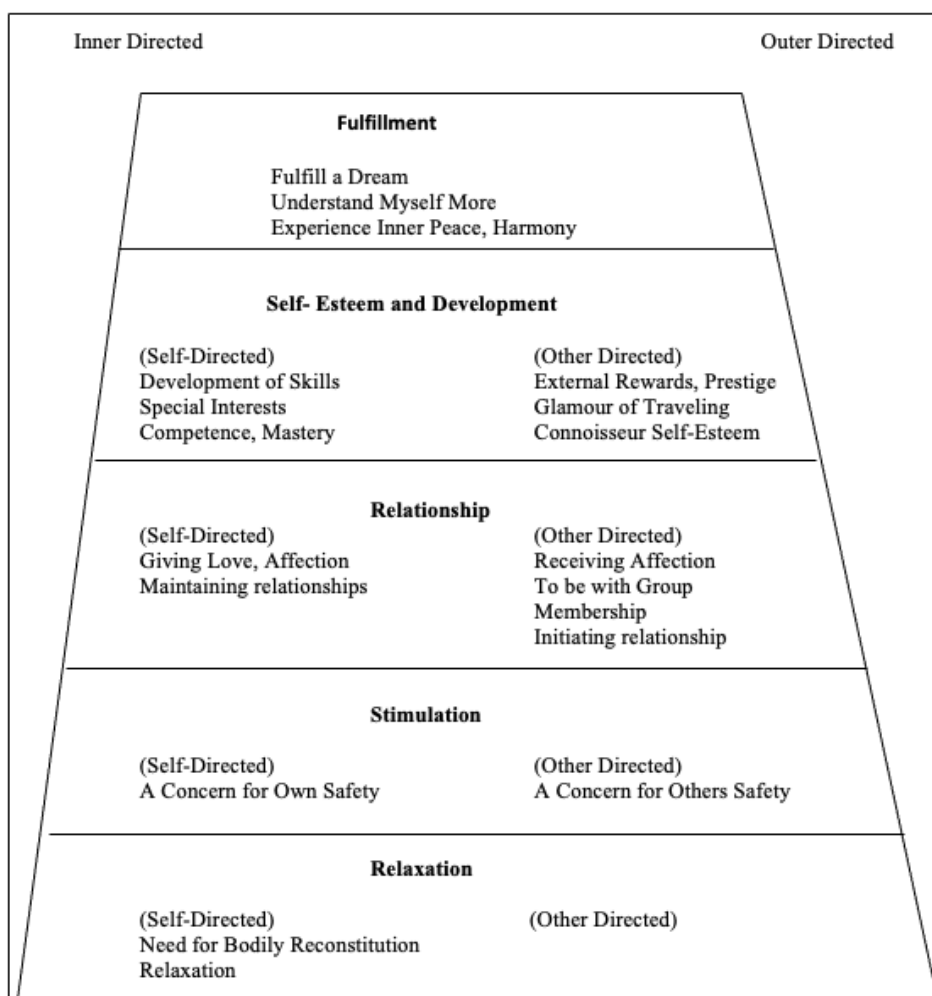 Inner Directed
Outer Directed
Fulfillment
Fulfill a Dream
Understand Myself More
Experience Inner Peace, Harmony
Self- Esteem and Development
(Self-Directed)
Development of Skills
Special Interests
Competence, Mastery
(Other Directed)
External Rewards, Prestige
Glamour of Traveling
Connoisseur Self-Esteem
Relationship
(Self-Directed)
Giving Love, Affection
Maintaining relationships
(Other Directed)
Receiving Affection
To be with Group
Membership
Initiating relationship
Stimulation
(Self-Directed)
A Concern for Own Safety
(Other Directed)
A Concern for Others Safety
Relaxation
(Self-Directed)
Need for Bodily Reconstitution
Relaxation
(Other Directed)